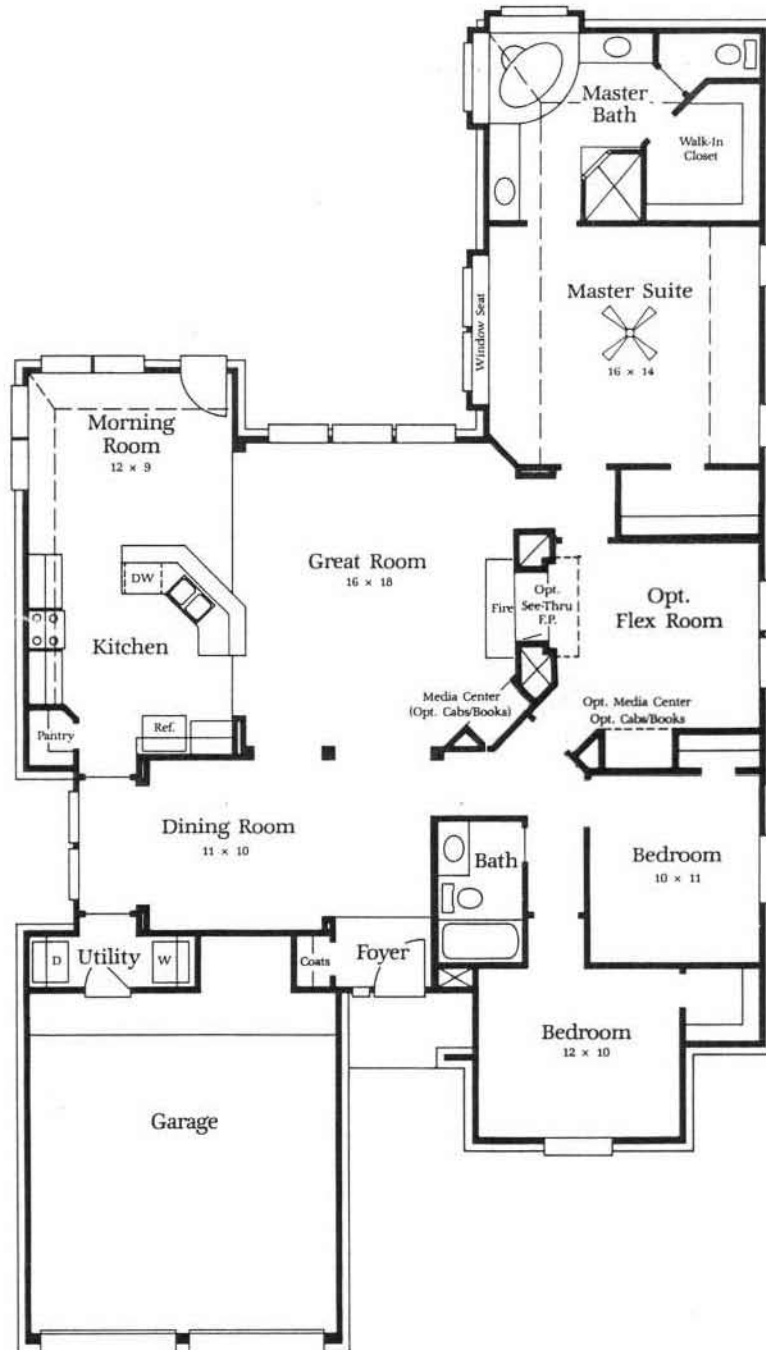 Master
Bath
Walk-In
Closet
Master Suite
16 × 14
Window Seat
Morning
Room
12 × 9
Great Room
16 × 18
DW
Kitchen
Fire
Opt.
See-Thru
F.P.
Opt.
Flex Room
Media Center
(Opt. Cabs/Books)
Opt. Media Center
Opt. Cabs/Books
Pantry
Ref.
Dining Room
11 × 10
Bath
Bedroom
10 × 11
D
Utility
W
Coats
Foyer
Bedroom
12 × 10
Garage